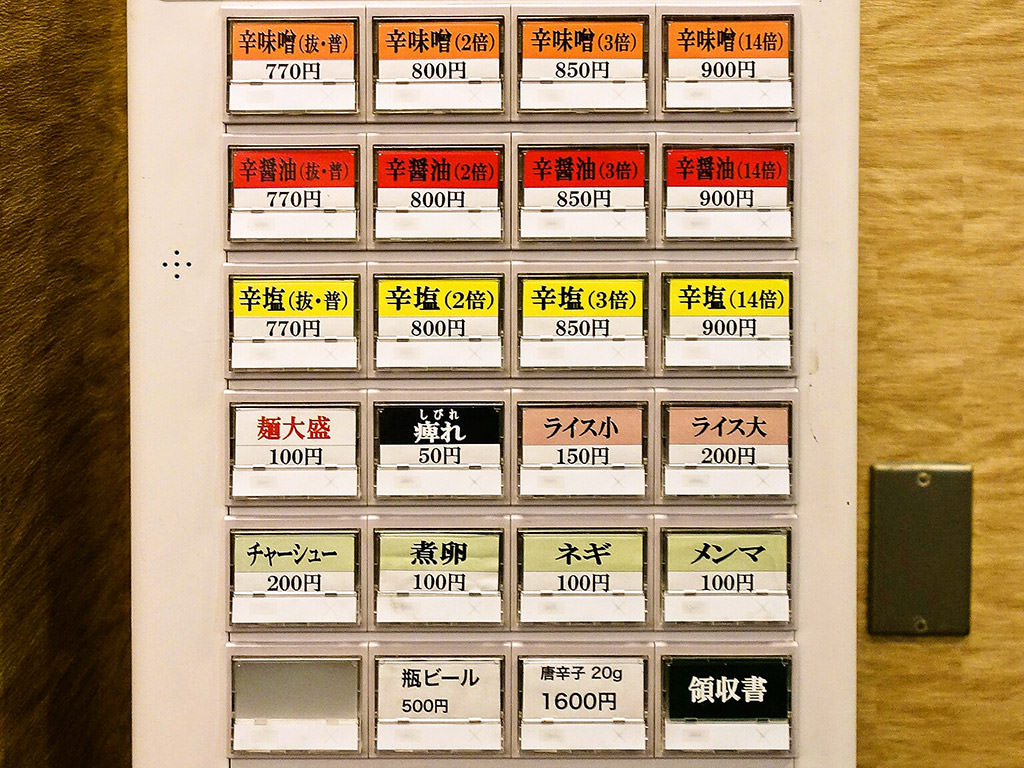 辛味噌(抜・普)
770円
辛味噌(2倍)
800円
辛味噌(3倍)
850円
辛味噌(14倍)
900円
辛醤油(抜・普)
770円
辛醤油(2倍)
800円
辛醤油(3倍)
850円
辛醤油(14倍)
900円
辛塩(抜・普)
770円
辛塩(2倍)
800円
辛塩(3倍)
850円
辛塩(14倍)
900円
麺大盛
100円
しびれ
痺れ
50円
ライス小
150円
ライス大
200円
チャーシュー
200円
煮卵
100円
ネギ
100円
メンマ
100円
瓶ビール
500円
唐辛子 20g
1600円
領収書